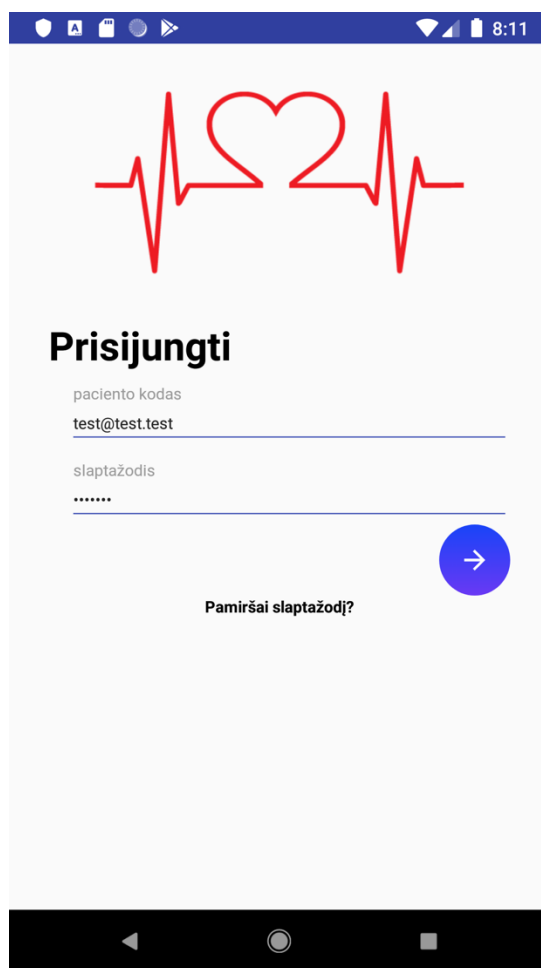 8:11
Prisijungti
paciento kodas
test@test.test
slaptažodis
•••••••
Pamiršai slaptažodį?